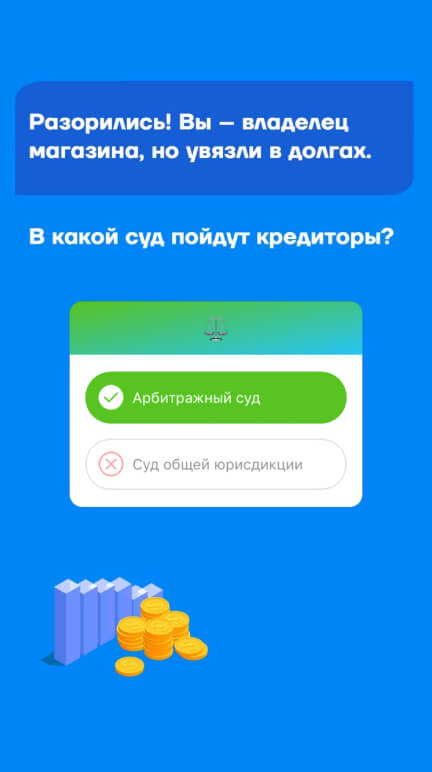 Разорились! Вы – владелец
магазина, но увязли в долгах.
В какой суд пойдут кредиторы?
Арбитражный суд
Суд общей юрисдикции